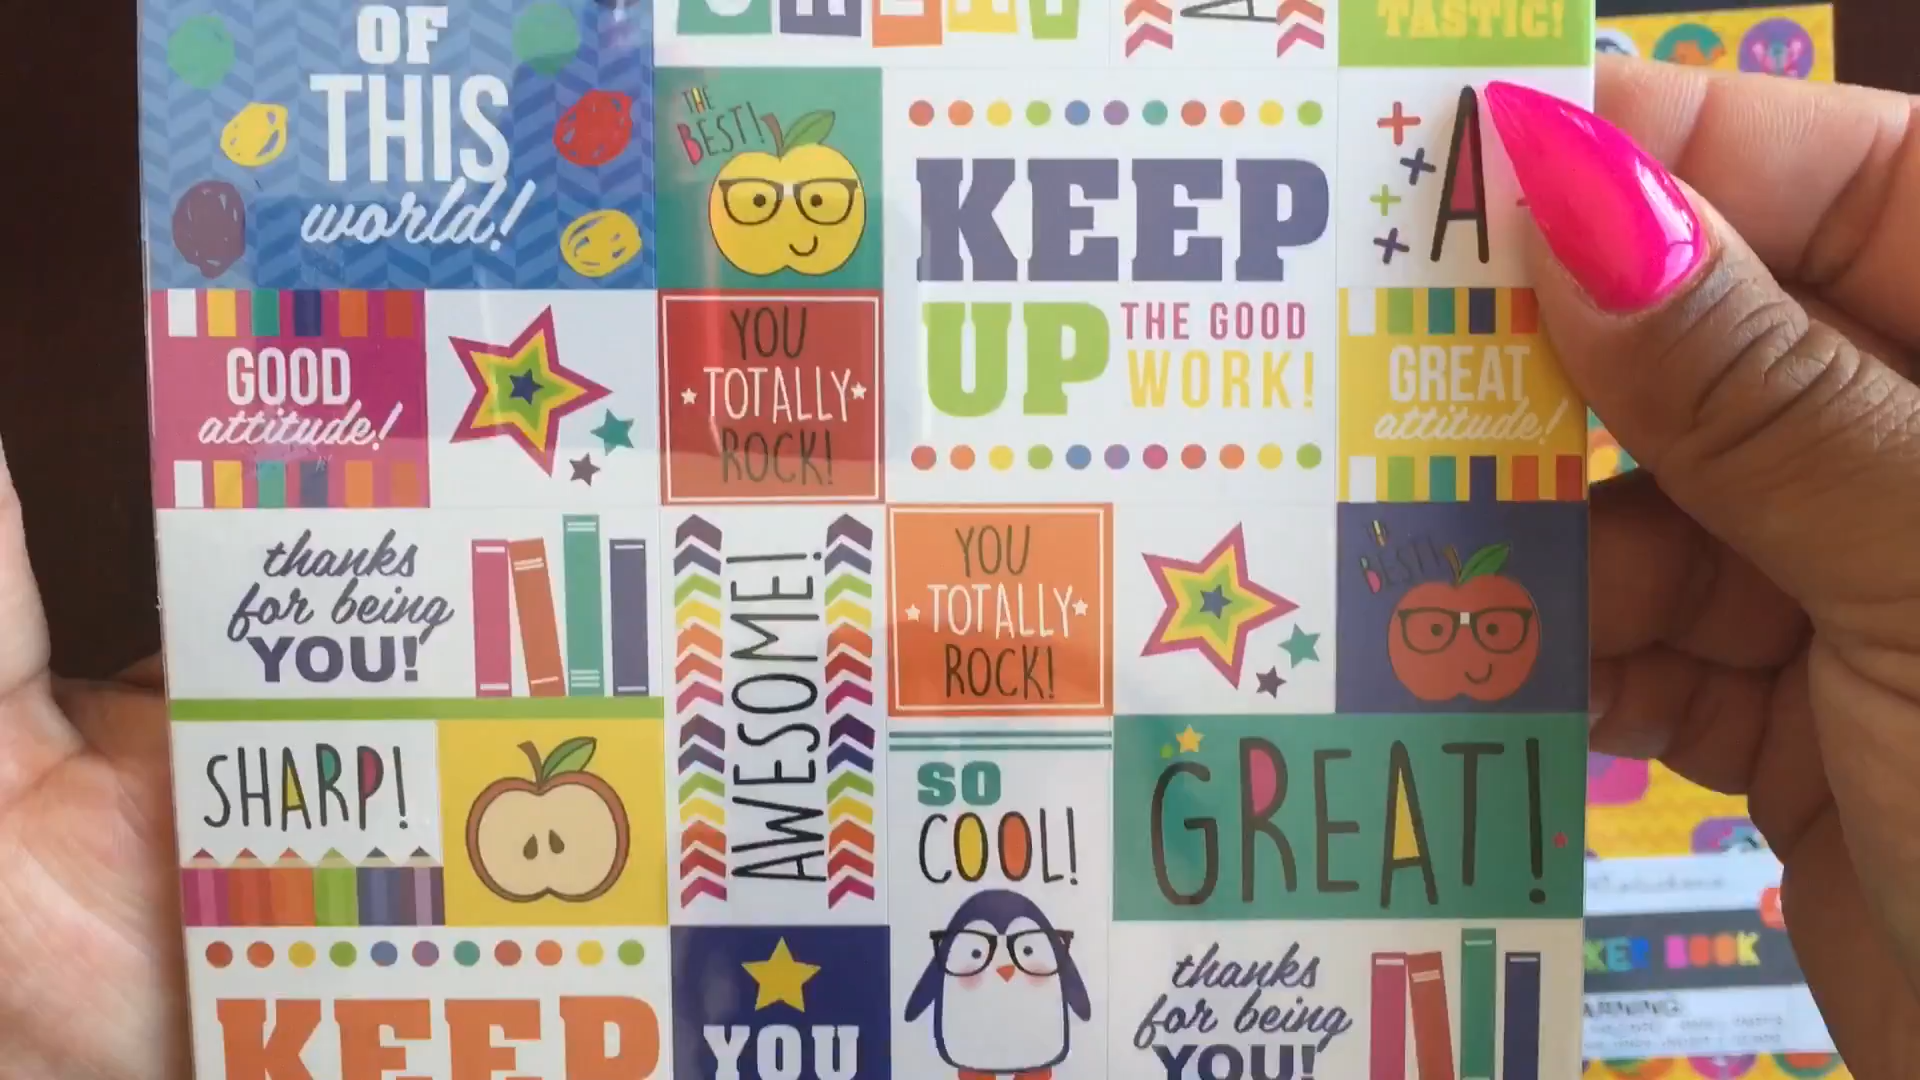 OF
THIS
world!
TASTIC!
THE
BEST!
KEEP
UP THE GOOD
WORK!
A
GOOD
attitude!
YOU
TOTALLY
ROCK!
GREAT
attitude!
thanks
for being
YOU!
AWESOME!
YOU
TOTALLY
ROCK!
BEST!
SHARP!
SO
COOL!
GREAT!
KEEP
YOU
thanks
for being
YOU!
BOOK